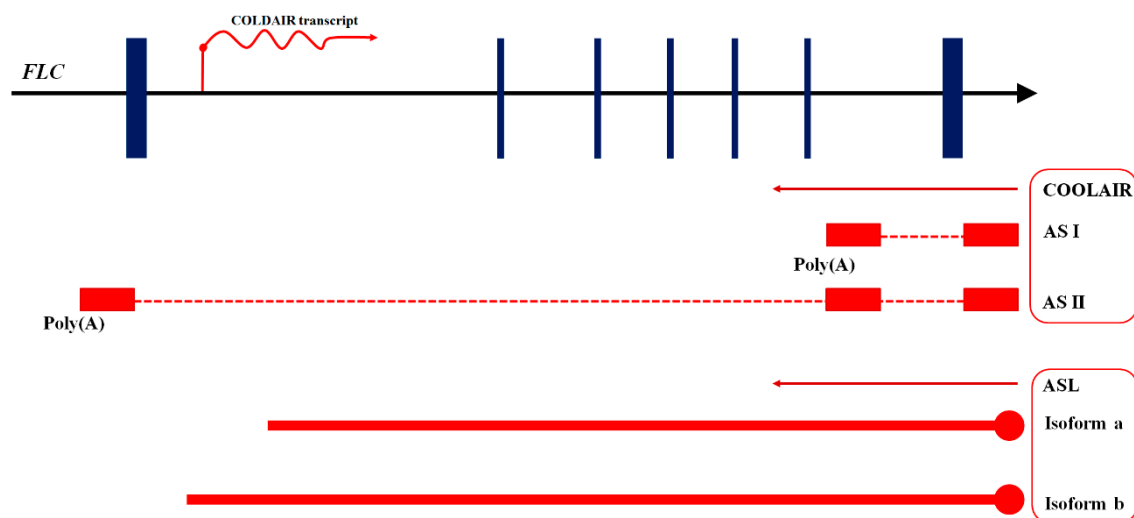 COLDAIR transcript
FLC
COOLAIR
AS I
Poly(A)
AS II
Poly(A)
ASL
Isoform a
Isoform b